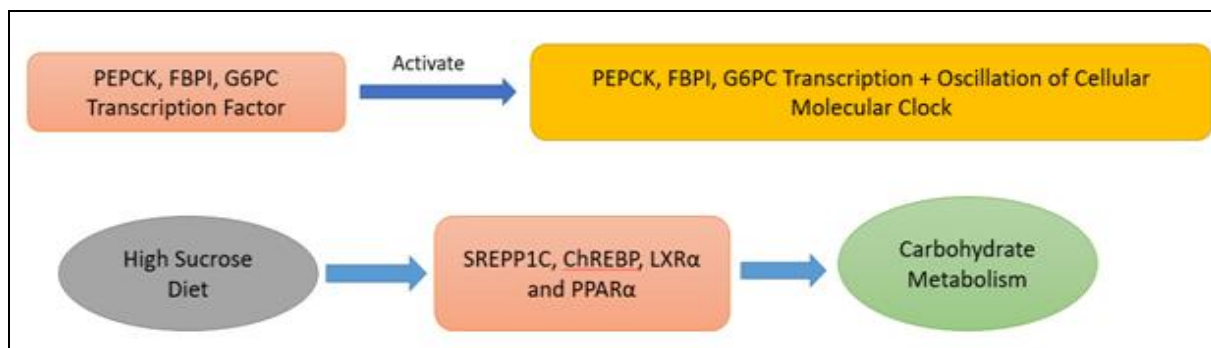 PEPCK, FBPI, G6PC
Transcription Factor
Activate
PEPCK, FBPI, G6PC Transcription + Oscillation of Cellular
Molecular Clock
High Sucrose
Diet
SREPP1C, ChREBP, LXRα
and PPARα
Carbohydrate
Metabolism